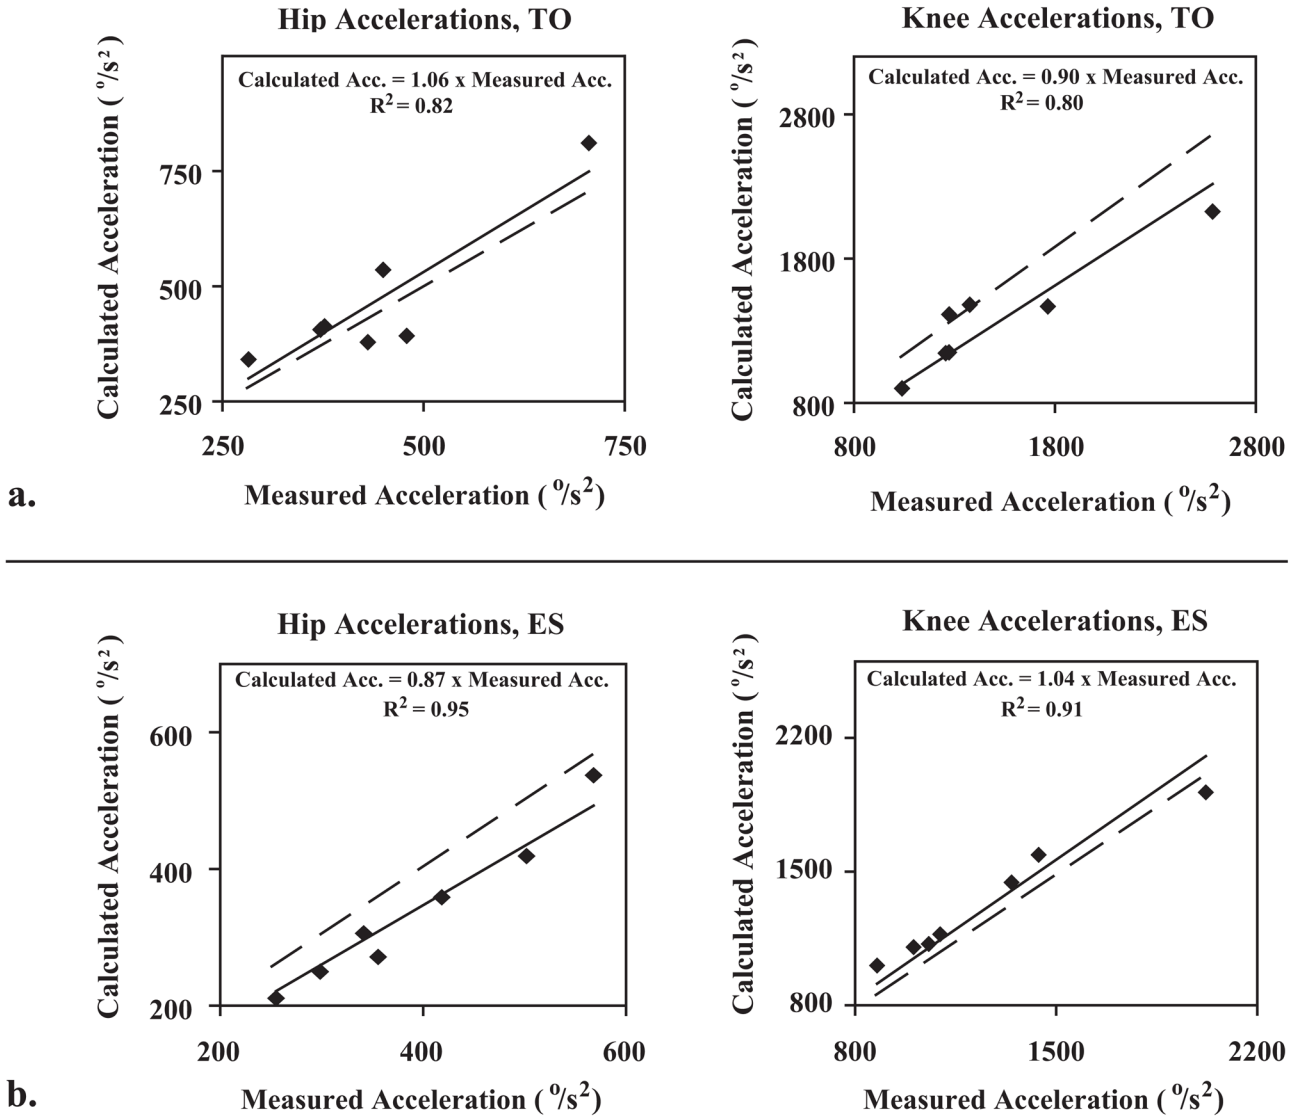 Hip Accelerations, TO
Calculated Acceleration ( º/s² )
Calculated Acc. = 1.06 x Measured Acc.
R² = 0.82
750
500
250
250 500 750
Measured Acceleration ( º/s² )
Knee Accelerations, TO
Calculated Acceleration ( º/s² )
Calculated Acc. = 0.90 x Measured Acc.
R² = 0.80
2800
1800
800
800 1800 2800
Measured Acceleration ( º/s² )
a.
Hip Accelerations, ES
Calculated Acceleration ( º/s² )
Calculated Acc. = 0.87 x Measured Acc.
R² = 0.95
600
400
200
200 400 600
Measured Acceleration ( º/s² )
Knee Accelerations, ES
Calculated Acceleration ( º/s² )
Calculated Acc. = 1.04 x Measured Acc.
R² = 0.91
2200
1500
800
800 1500 2200
Measured Acceleration ( º/s² )
b.